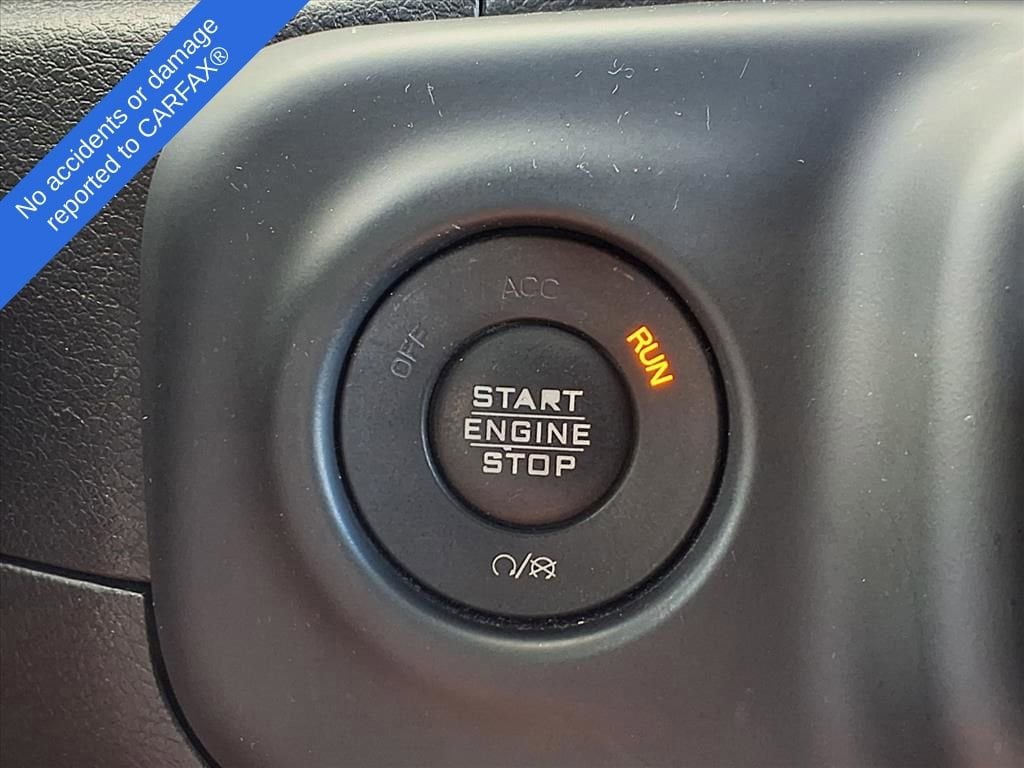 No accidents or damage
reported to CARFAX®
ACC
OFF
RUN
START
ENGINE
STOP